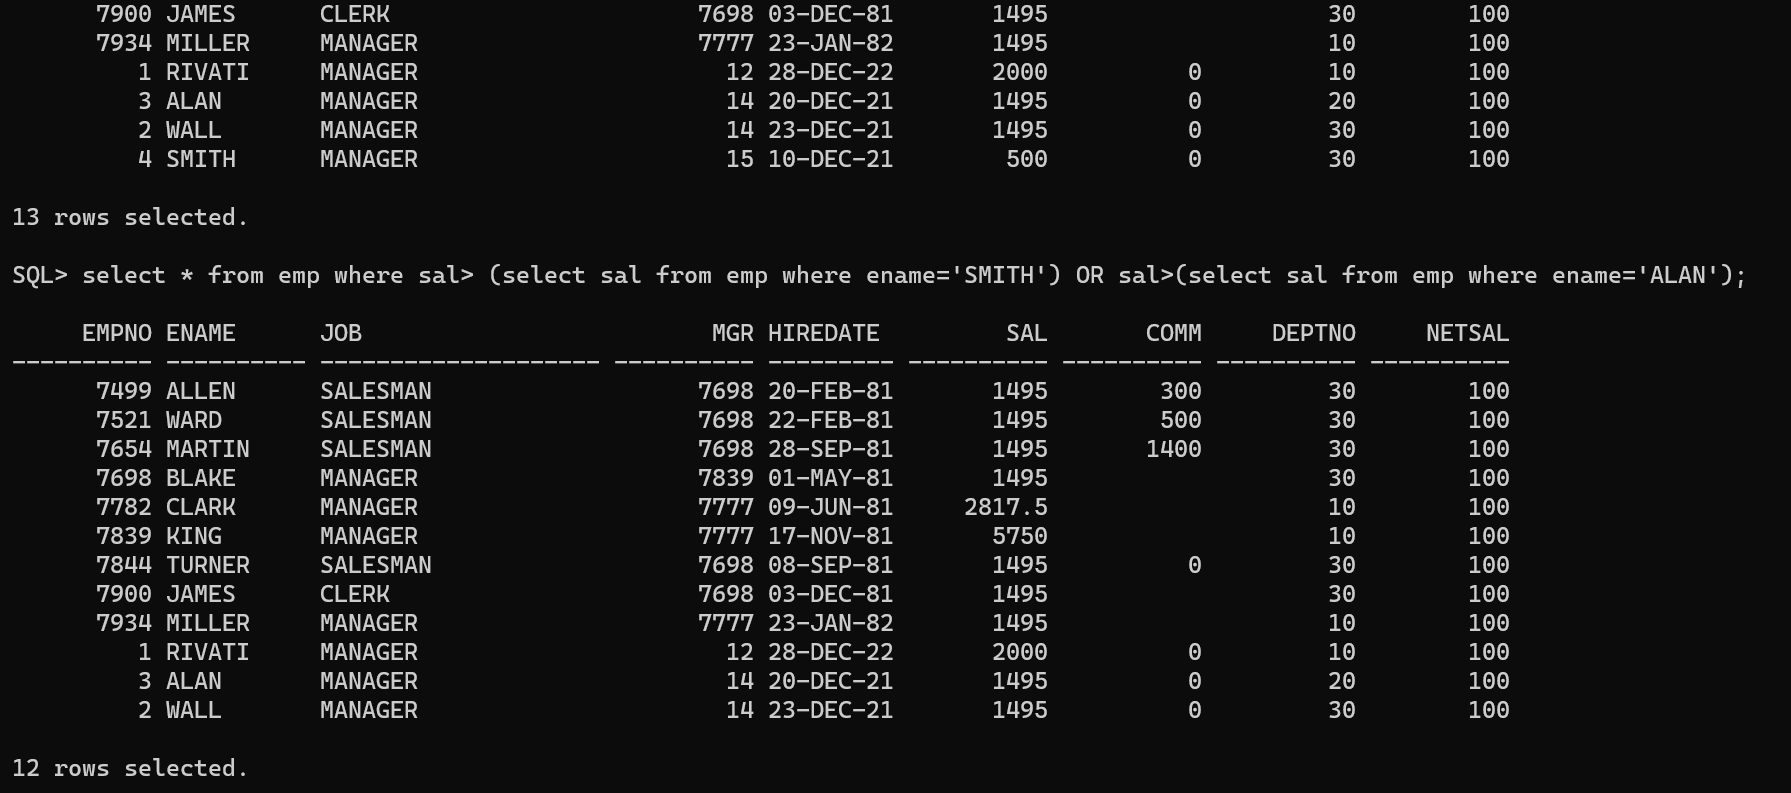 7900 JAMES CLERK 7698 03-DEC-81 1495 30 100
7934 MILLER MANAGER 7777 23-JAN-82 1495 10 100
1 RIVATI MANAGER 12 28-DEC-22 2000 0 10 100
3 ALAN MANAGER 14 20-DEC-21 1495 0 20 100
2 WALL MANAGER 14 23-DEC-21 1495 0 30 100
4 SMITH MANAGER 15 10-DEC-21 500 0 30 100
13 rows selected.
SQL> select * from emp where sal> (select sal from emp where ename='SMITH') OR sal>(select sal from emp where ename='ALAN');
EMPNO ENAME JOB MGR HIREDATE SAL COMM DEPTNO NETSAL
---------- ---------- -------------------- ---------- --------- ---------- ---------- ---------- ----------
7499 ALLEN SALESMAN 7698 20-FEB-81 1495 300 30 100
7521 WARD SALESMAN 7698 22-FEB-81 1495 500 30 100
7654 MARTIN SALESMAN 7698 28-SEP-81 1495 1400 30 100
7698 BLAKE MANAGER 7839 01-MAY-81 1495 30 100
7782 CLARK MANAGER 7777 09-JUN-81 2817.5 10 100
7839 KING MANAGER 7777 17-NOV-81 5750 10 100
7844 TURNER SALESMAN 7698 08-SEP-81 1495 0 30 100
7900 JAMES CLERK 7698 03-DEC-81 1495 30 100
7934 MILLER MANAGER 7777 23-JAN-82 1495 10 100
1 RIVATI MANAGER 12 28-DEC-22 2000 0 10 100
3 ALAN MANAGER 14 20-DEC-21 1495 0 20 100
2 WALL MANAGER 14 23-DEC-21 1495 0 30 100
12 rows selected.